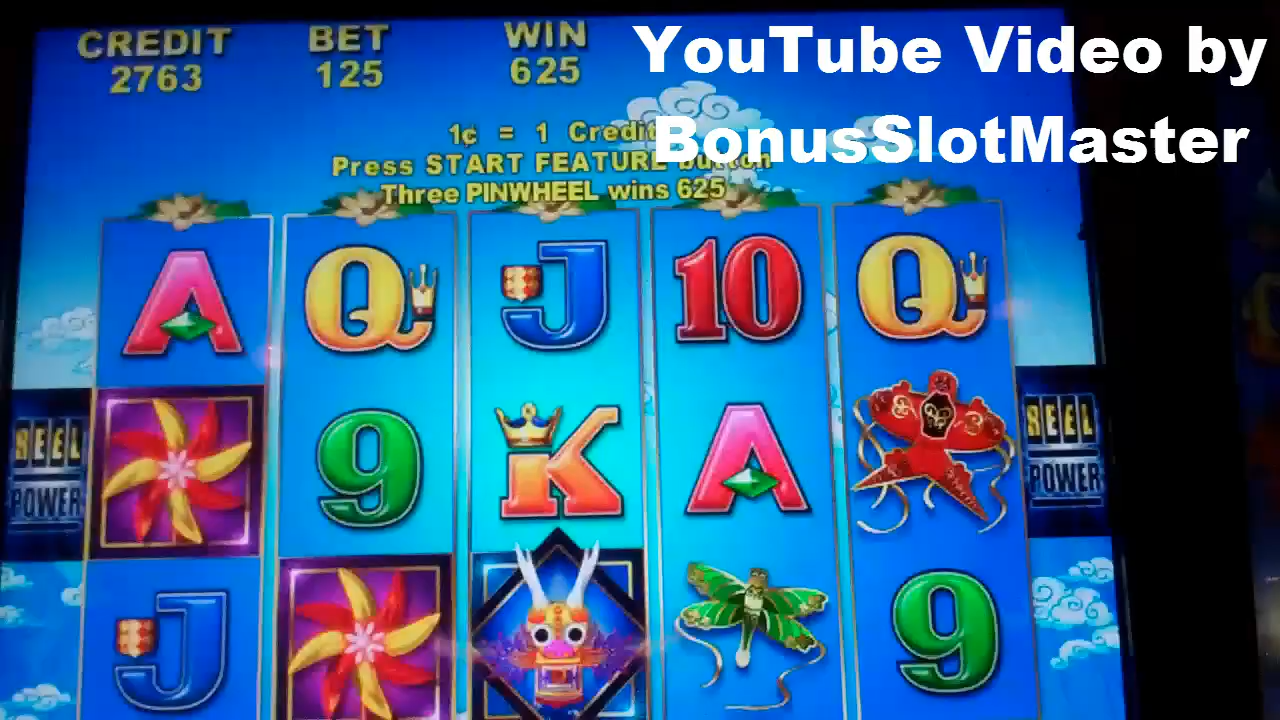 CREDIT BET WIN
2763 125 625
YouTube Video by
BonusSlotMaster
1¢ = 1 Credit
Press START FEATURE button
Three PINWHEEL wins 625
A Q J 10 Q
REEL POWER
9 K A
REEL POWER
J 9